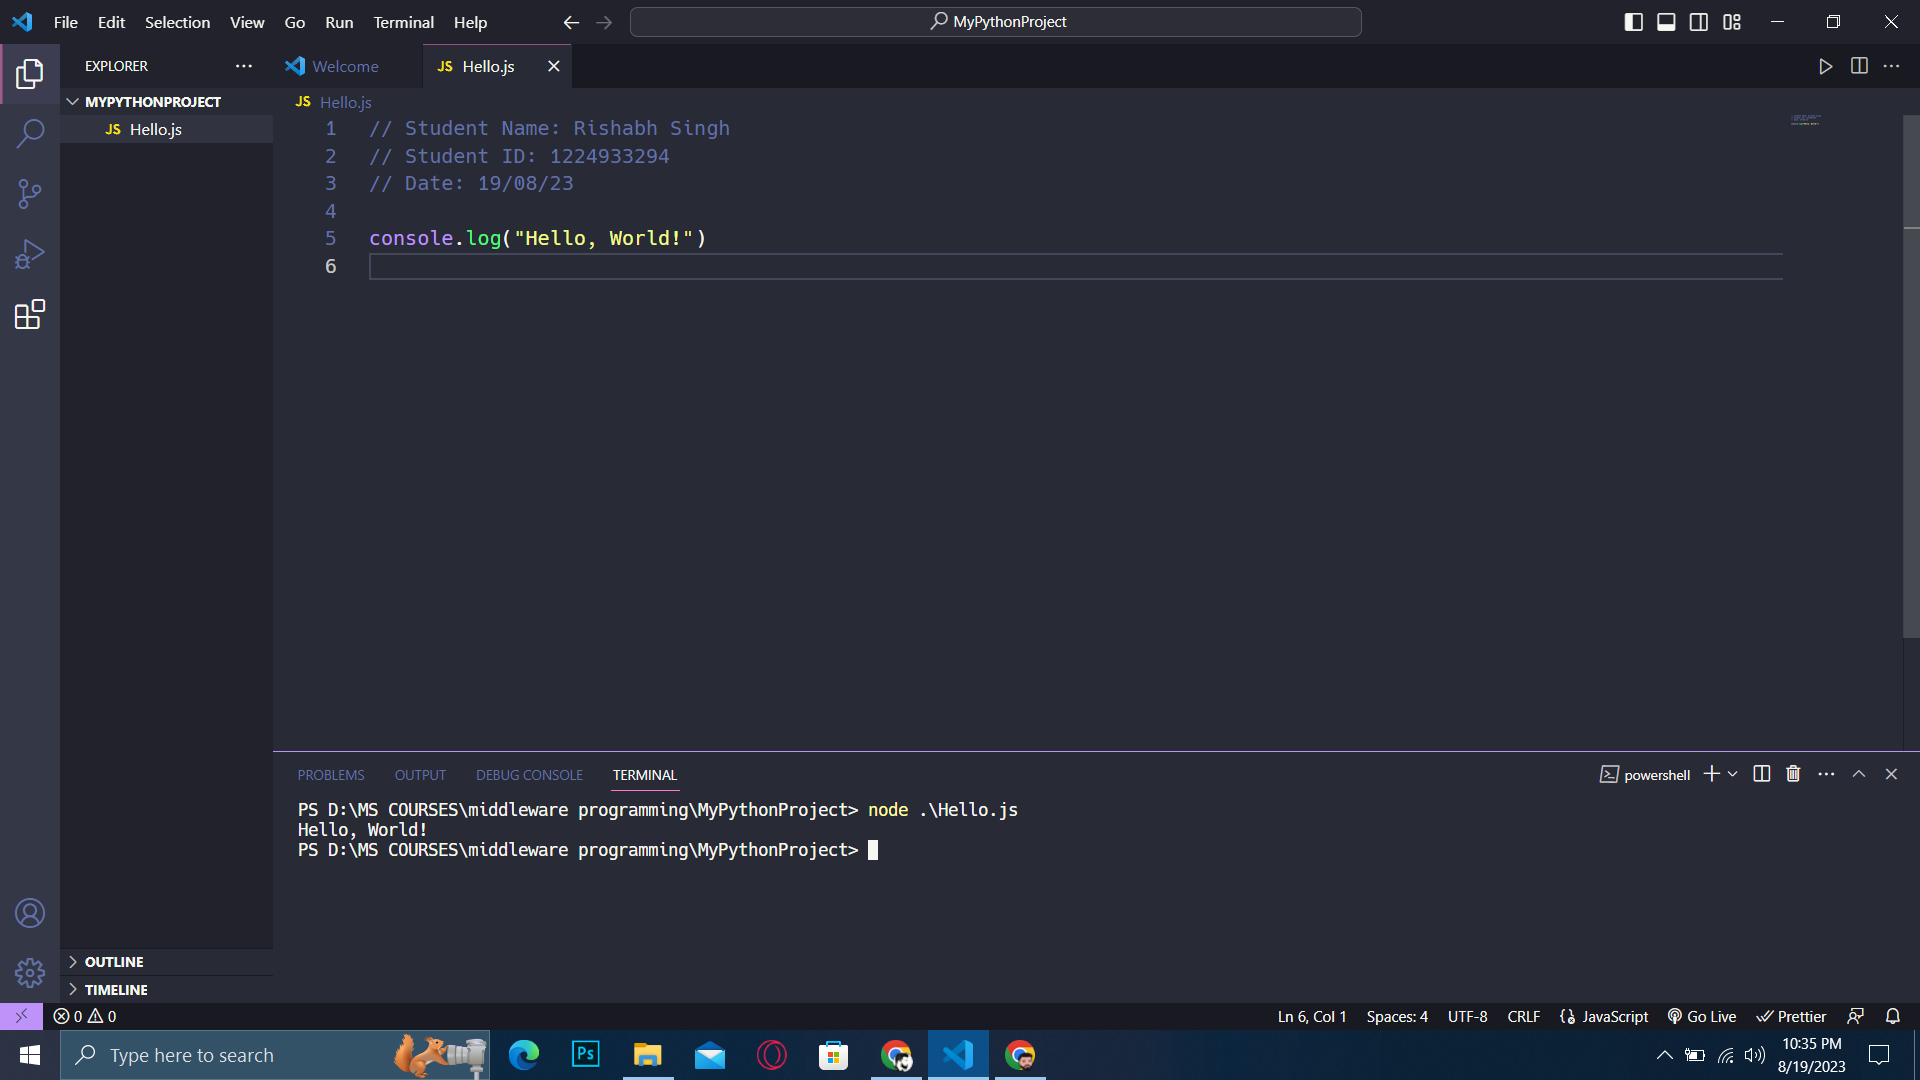 File Edit Selection View Go Run Terminal Help
MyPythonProject
EXPLORER
Welcome
JS Hello.js
MYPYTHONPROJECT
JS Hello.js
JS Hello.js
1 // Student Name: Rishabh Singh
2 // Student ID: 1224933294
3 // Date: 19/08/23
4
5 console.log("Hello, World!")
6
PROBLEMS OUTPUT DEBUG CONSOLE TERMINAL
powershell
PS D:\MS COURSES\middleware programming\MyPythonProject> node .\Hello.js
Hello, World!
PS D:\MS COURSES\middleware programming\MyPythonProject>
OUTLINE
TIMELINE
0 0
Ln 6, Col 1 Spaces: 4 UTF-8 CRLF JavaScript Go Live Prettier
Type here to search
Ps
10:35 PM
8/19/2023